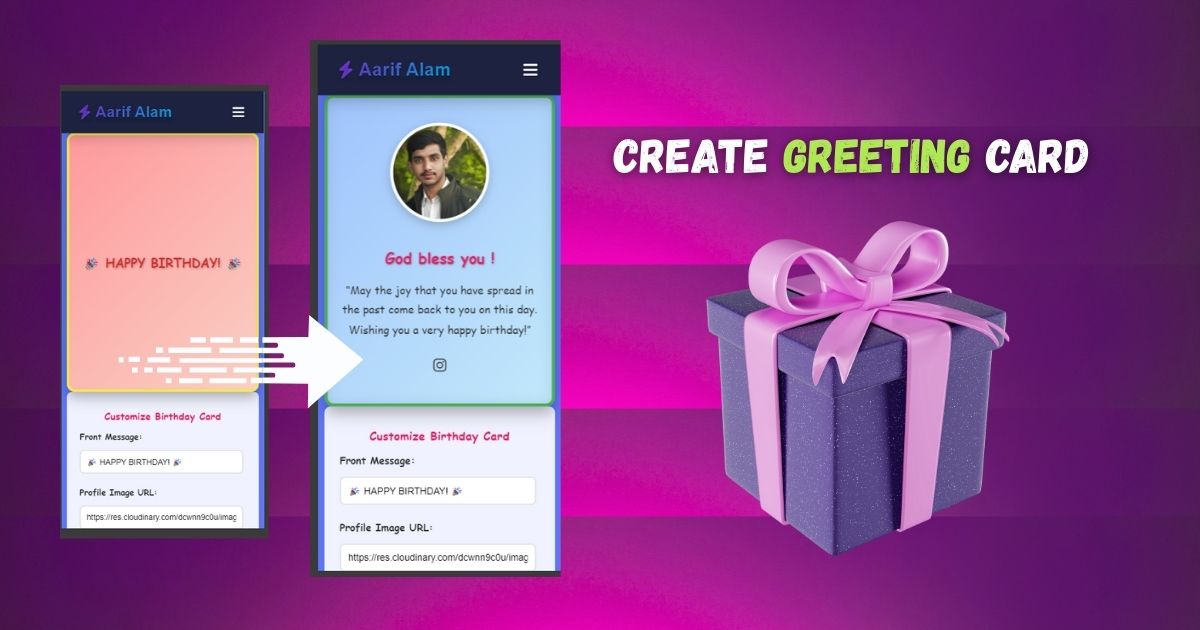 Aarif Alam
🎉 HAPPY BIRTHDAY! 🎉
Customize Birthday Card
Front Message:
🎉 HAPPY BIRTHDAY! 🎉
Profile Image URL:
https://res.cloudinary.com/dcwnn9c0u/imag
Aarif Alam
God bless you !
"May the joy that you have spread in
the past come back to you on this day.
Wishing you a very happy birthday!"
Customize Birthday Card
Front Message:
🎉 HAPPY BIRTHDAY! 🎉
Profile Image URL:
https://res.cloudinary.com/dcwnn9c0u/imag
CREATE GREETING CARD